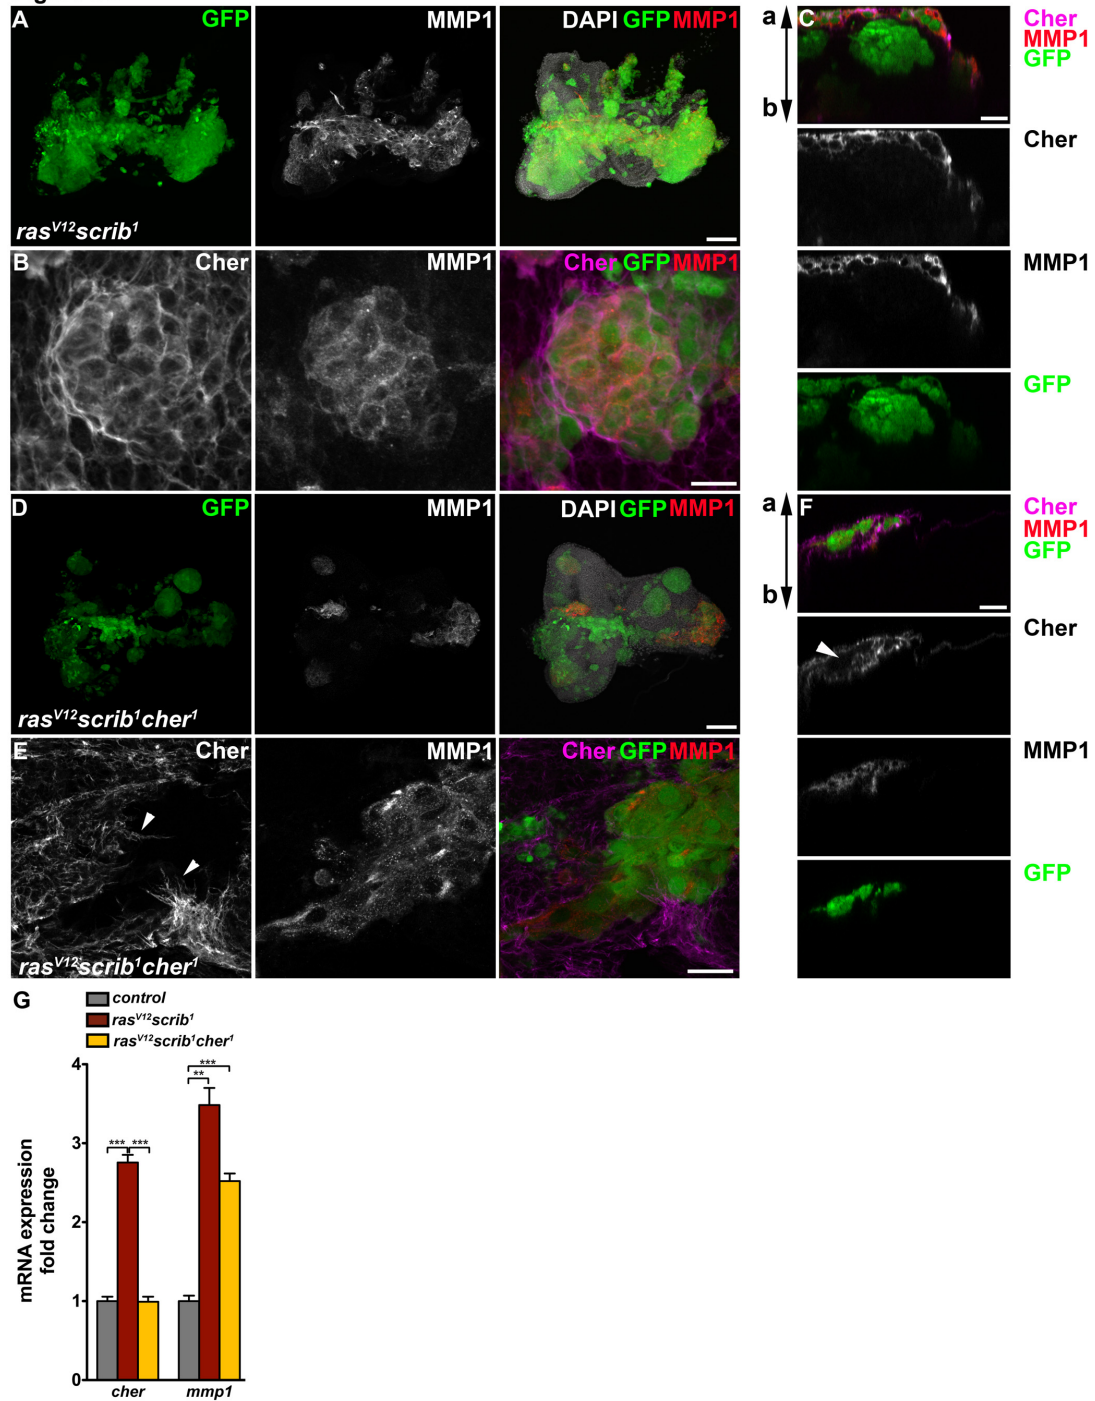 A GFP MMP1 DAPI GFP MMP1
rasV12scrib1
a C Cher
MMP1
GFP
b
Cher
B Cher MMP1 Cher GFP MMP1
MMP1
GFP
D GFP MMP1 DAPI GFP MMP1
rasV12scrib1cher1
a F Cher
MMP1
GFP
b
Cher
E Cher MMP1 Cher GFP MMP1
rasV12scrib1cher1
MMP1
GFP
G
control
rasV12scrib1
rasV12scrib1cher1
mRNA expression
fold change
4
3
2
1
0
*** ***
***
**
cher mmp1